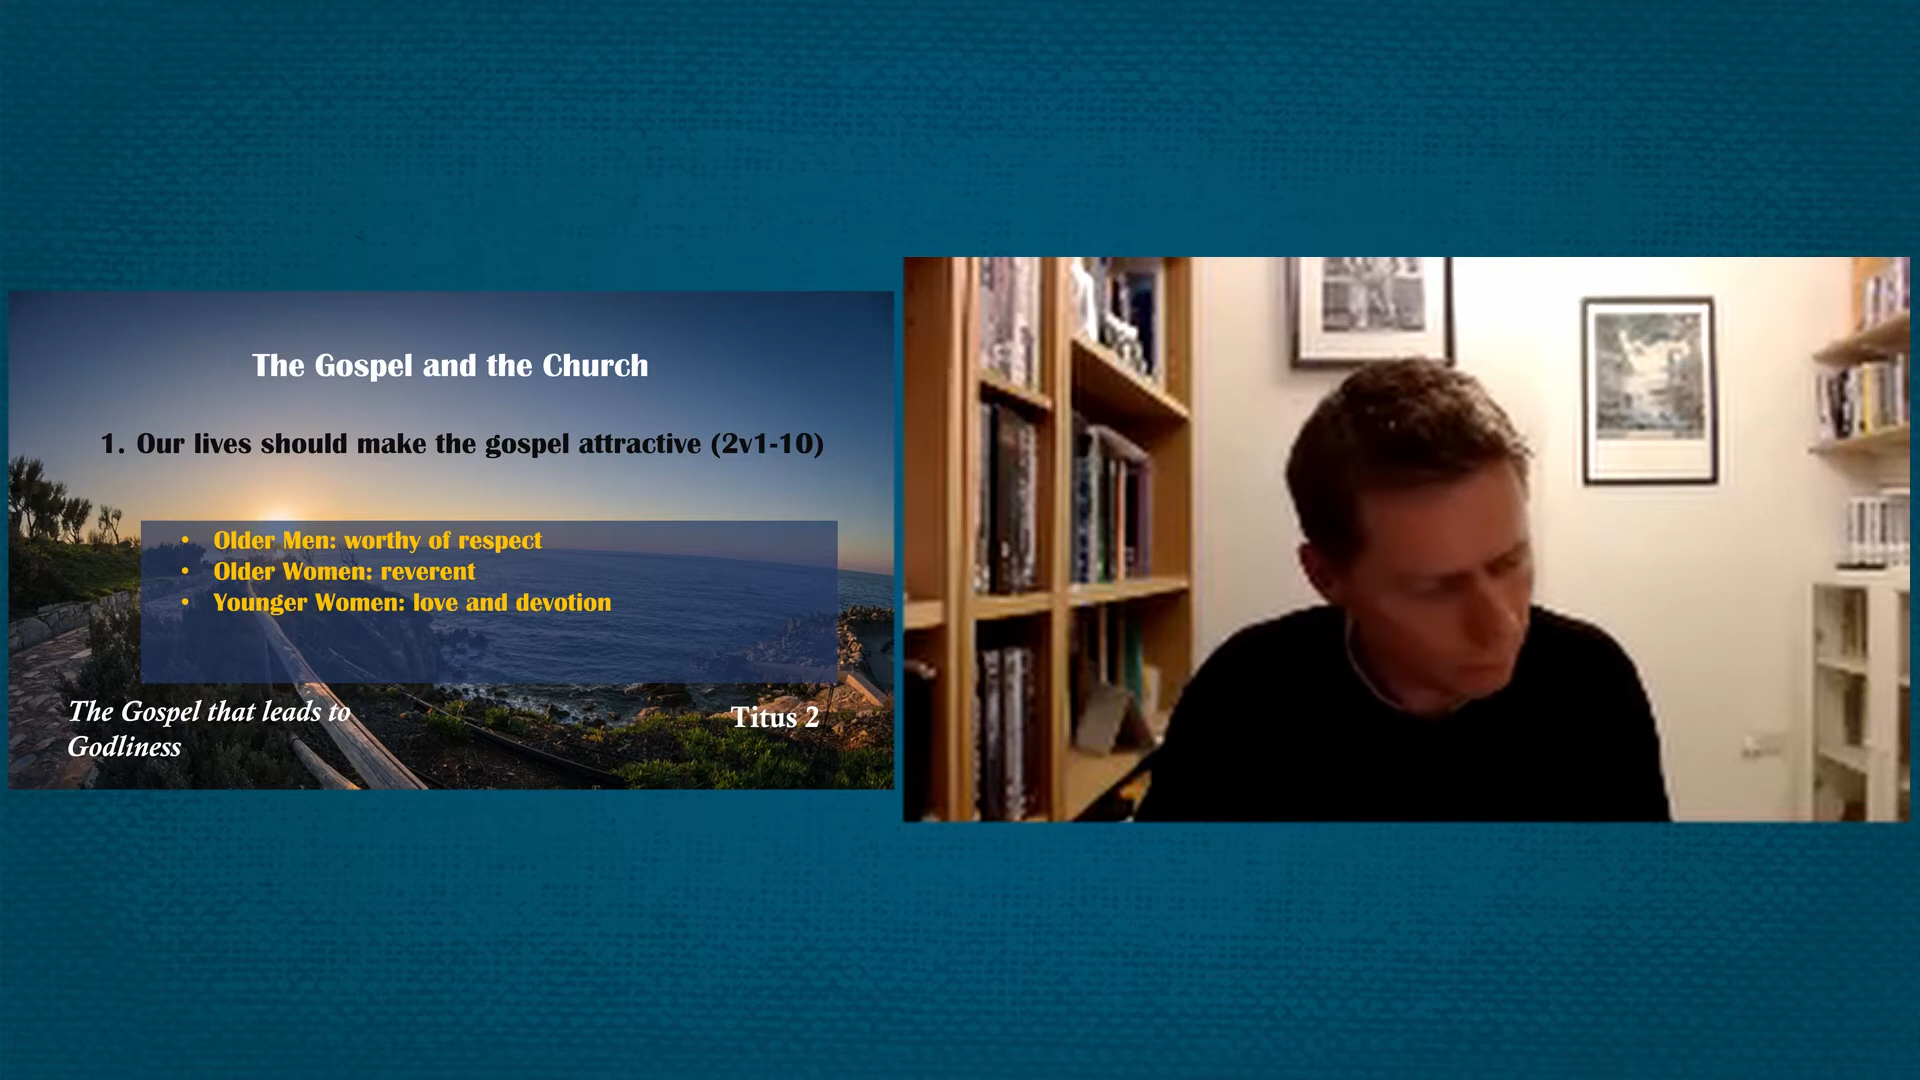 The Gospel and the Church
1. Our lives should make the gospel attractive (2v1-10)
• Older Men: worthy of respect
• Older Women: reverent
• Younger Women: love and devotion
The Gospel that leads to
Godliness
Titus 2